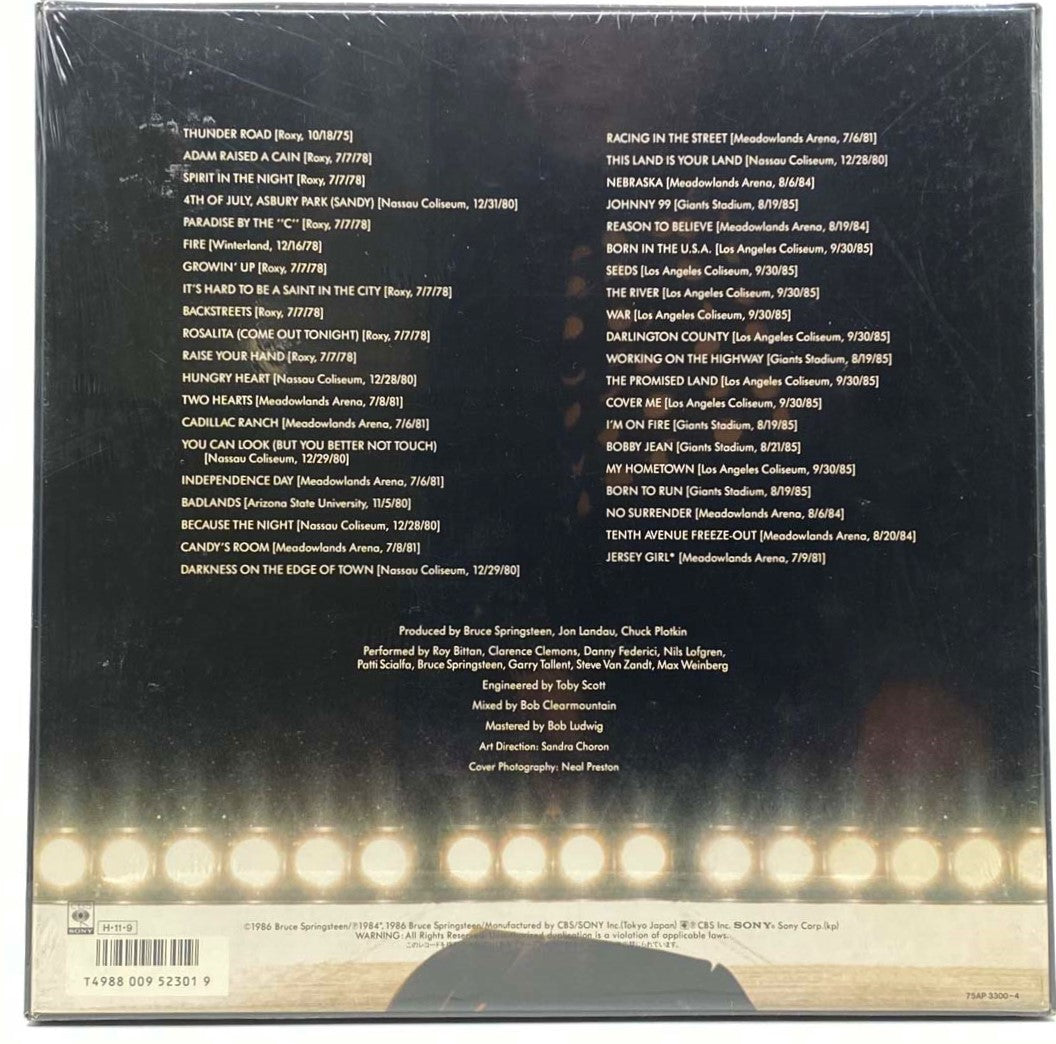 THUNDER ROAD [Roxy, 10/18/75]
ADAM RAISED A CAIN [Roxy, 7/7/78]
SPIRIT IN THE NIGHT [Roxy, 7/7/78]
4TH OF JULY, ASBURY PARK (SANDY) [Nassau Coliseum, 12/31/80]
PARADISE BY THE "C" [Roxy, 7/7/78]
FIRE [Winterland, 12/16/78]
GROWIN' UP [Roxy, 7/7/78]
IT'S HARD TO BE A SAINT IN THE CITY [Roxy, 7/7/78]
BACKSTREETS [Roxy, 7/7/78]
ROSALITA (COME OUT TONIGHT) [Roxy, 7/7/78]
RAISE YOUR HAND [Roxy, 7/7/78]
HUNGRY HEART [Nassau Coliseum, 12/28/80]
TWO HEARTS [Meadowlands Arena, 7/8/81]
CADILLAC RANCH [Meadowlands Arena, 7/6/81]
YOU CAN LOOK (BUT YOU BETTER NOT TOUCH)
[Nassau Coliseum, 12/29/80]
INDEPENDENCE DAY [Meadowlands Arena, 7/6/81]
BADLANDS [Arizona State University, 11/5/80]
BECAUSE THE NIGHT [Nassau Coliseum, 12/28/80]
CANDY'S ROOM [Meadowlands Arena, 7/8/81]
DARKNESS ON THE EDGE OF TOWN [Nassau Coliseum, 12/29/80]
RACING IN THE STREET [Meadowlands Arena, 7/6/81]
THIS LAND IS YOUR LAND [Nassau Coliseum, 12/28/80]
NEBRASKA [Meadowlands Arena, 8/6/84]
JOHNNY 99 [Giants Stadium, 8/19/85]
REASON TO BELIEVE [Meadowlands Arena, 8/19/84]
BORN IN THE U.S.A. [Los Angeles Coliseum, 9/30/85]
SEEDS [Los Angeles Coliseum, 9/30/85]
THE RIVER [Los Angeles Coliseum, 9/30/85]
WAR [Los Angeles Coliseum, 9/30/85]
DARLINGTON COUNTY [Los Angeles Coliseum, 9/30/85]
WORKING ON THE HIGHWAY [Giants Stadium, 8/19/85]
THE PROMISED LAND [Los Angeles Coliseum, 9/30/85]
COVER ME [Los Angeles Coliseum, 9/30/85]
I'M ON FIRE [Giants Stadium, 8/19/85]
BOBBY JEAN [Giants Stadium, 8/21/85]
MY HOMETOWN [Los Angeles Coliseum, 9/30/85]
BORN TO RUN [Giants Stadium, 8/19/85]
NO SURRENDER [Meadowlands Arena, 8/6/84]
TENTH AVENUE FREEZE-OUT [Meadowlands Arena, 8/20/84]
JERSEY GIRL* [Meadowlands Arena, 7/9/81]
Produced by Bruce Springsteen, Jon Landau, Chuck Plotkin
Performed by Roy Bittan, Clarence Clemons, Danny Federici, Nils Lofgren,
Patti Scialfa, Bruce Springsteen, Garry Tallent, Steve Van Zandt, Max Weinberg
Engineered by Toby Scott
Mixed by Bob Clearmountain
Mastered by Bob Ludwig
Art Direction: Sandra Choron
Cover Photography: Neal Preston
SONY
H-11-9
©1986 Bruce Springsteen/℗1984*, 1986 Bruce Springsteen/Manufactured by CBS/SONY Inc. (Tokyo Japan) ® CBS Inc. SONY® Sony Corp.(kp)
WARNING: All Rights Reserved. Unauthorized duplication is a violation of applicable laws.
T4988 009 52301 9
75AP 3300-4